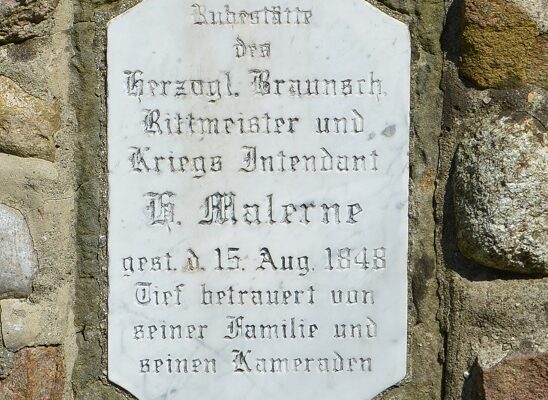 Ruhestätte
des
Herzogl. Braunsch.
Rittmeister und
Kriegs Intendant
H. Malerne
gest. d. 15. Aug. 1848
Tief betrauert von
seiner Familie und
seinen Kameraden